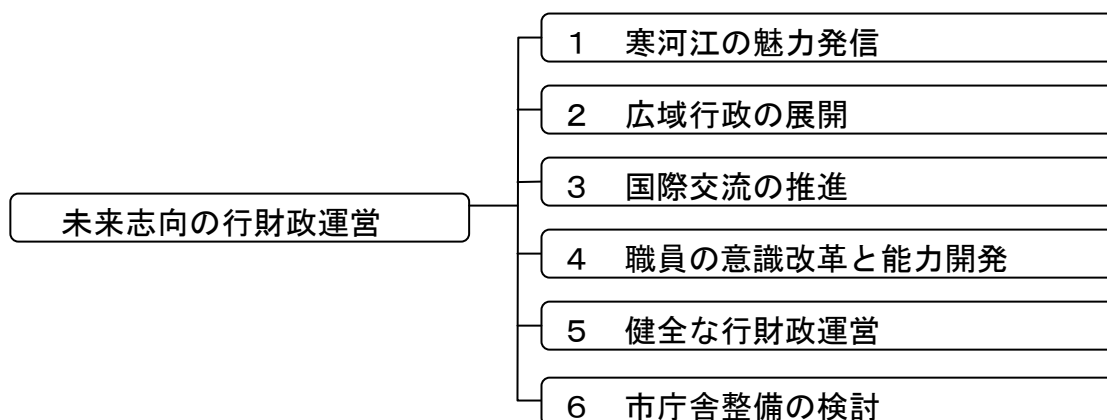 １　寒河江の魅力発信
２　広域行政の展開
３　国際交流の推進
未来志向の行財政運営
４　職員の意識改革と能力開発
５　健全な行財政運営
６　市庁舎整備の検討